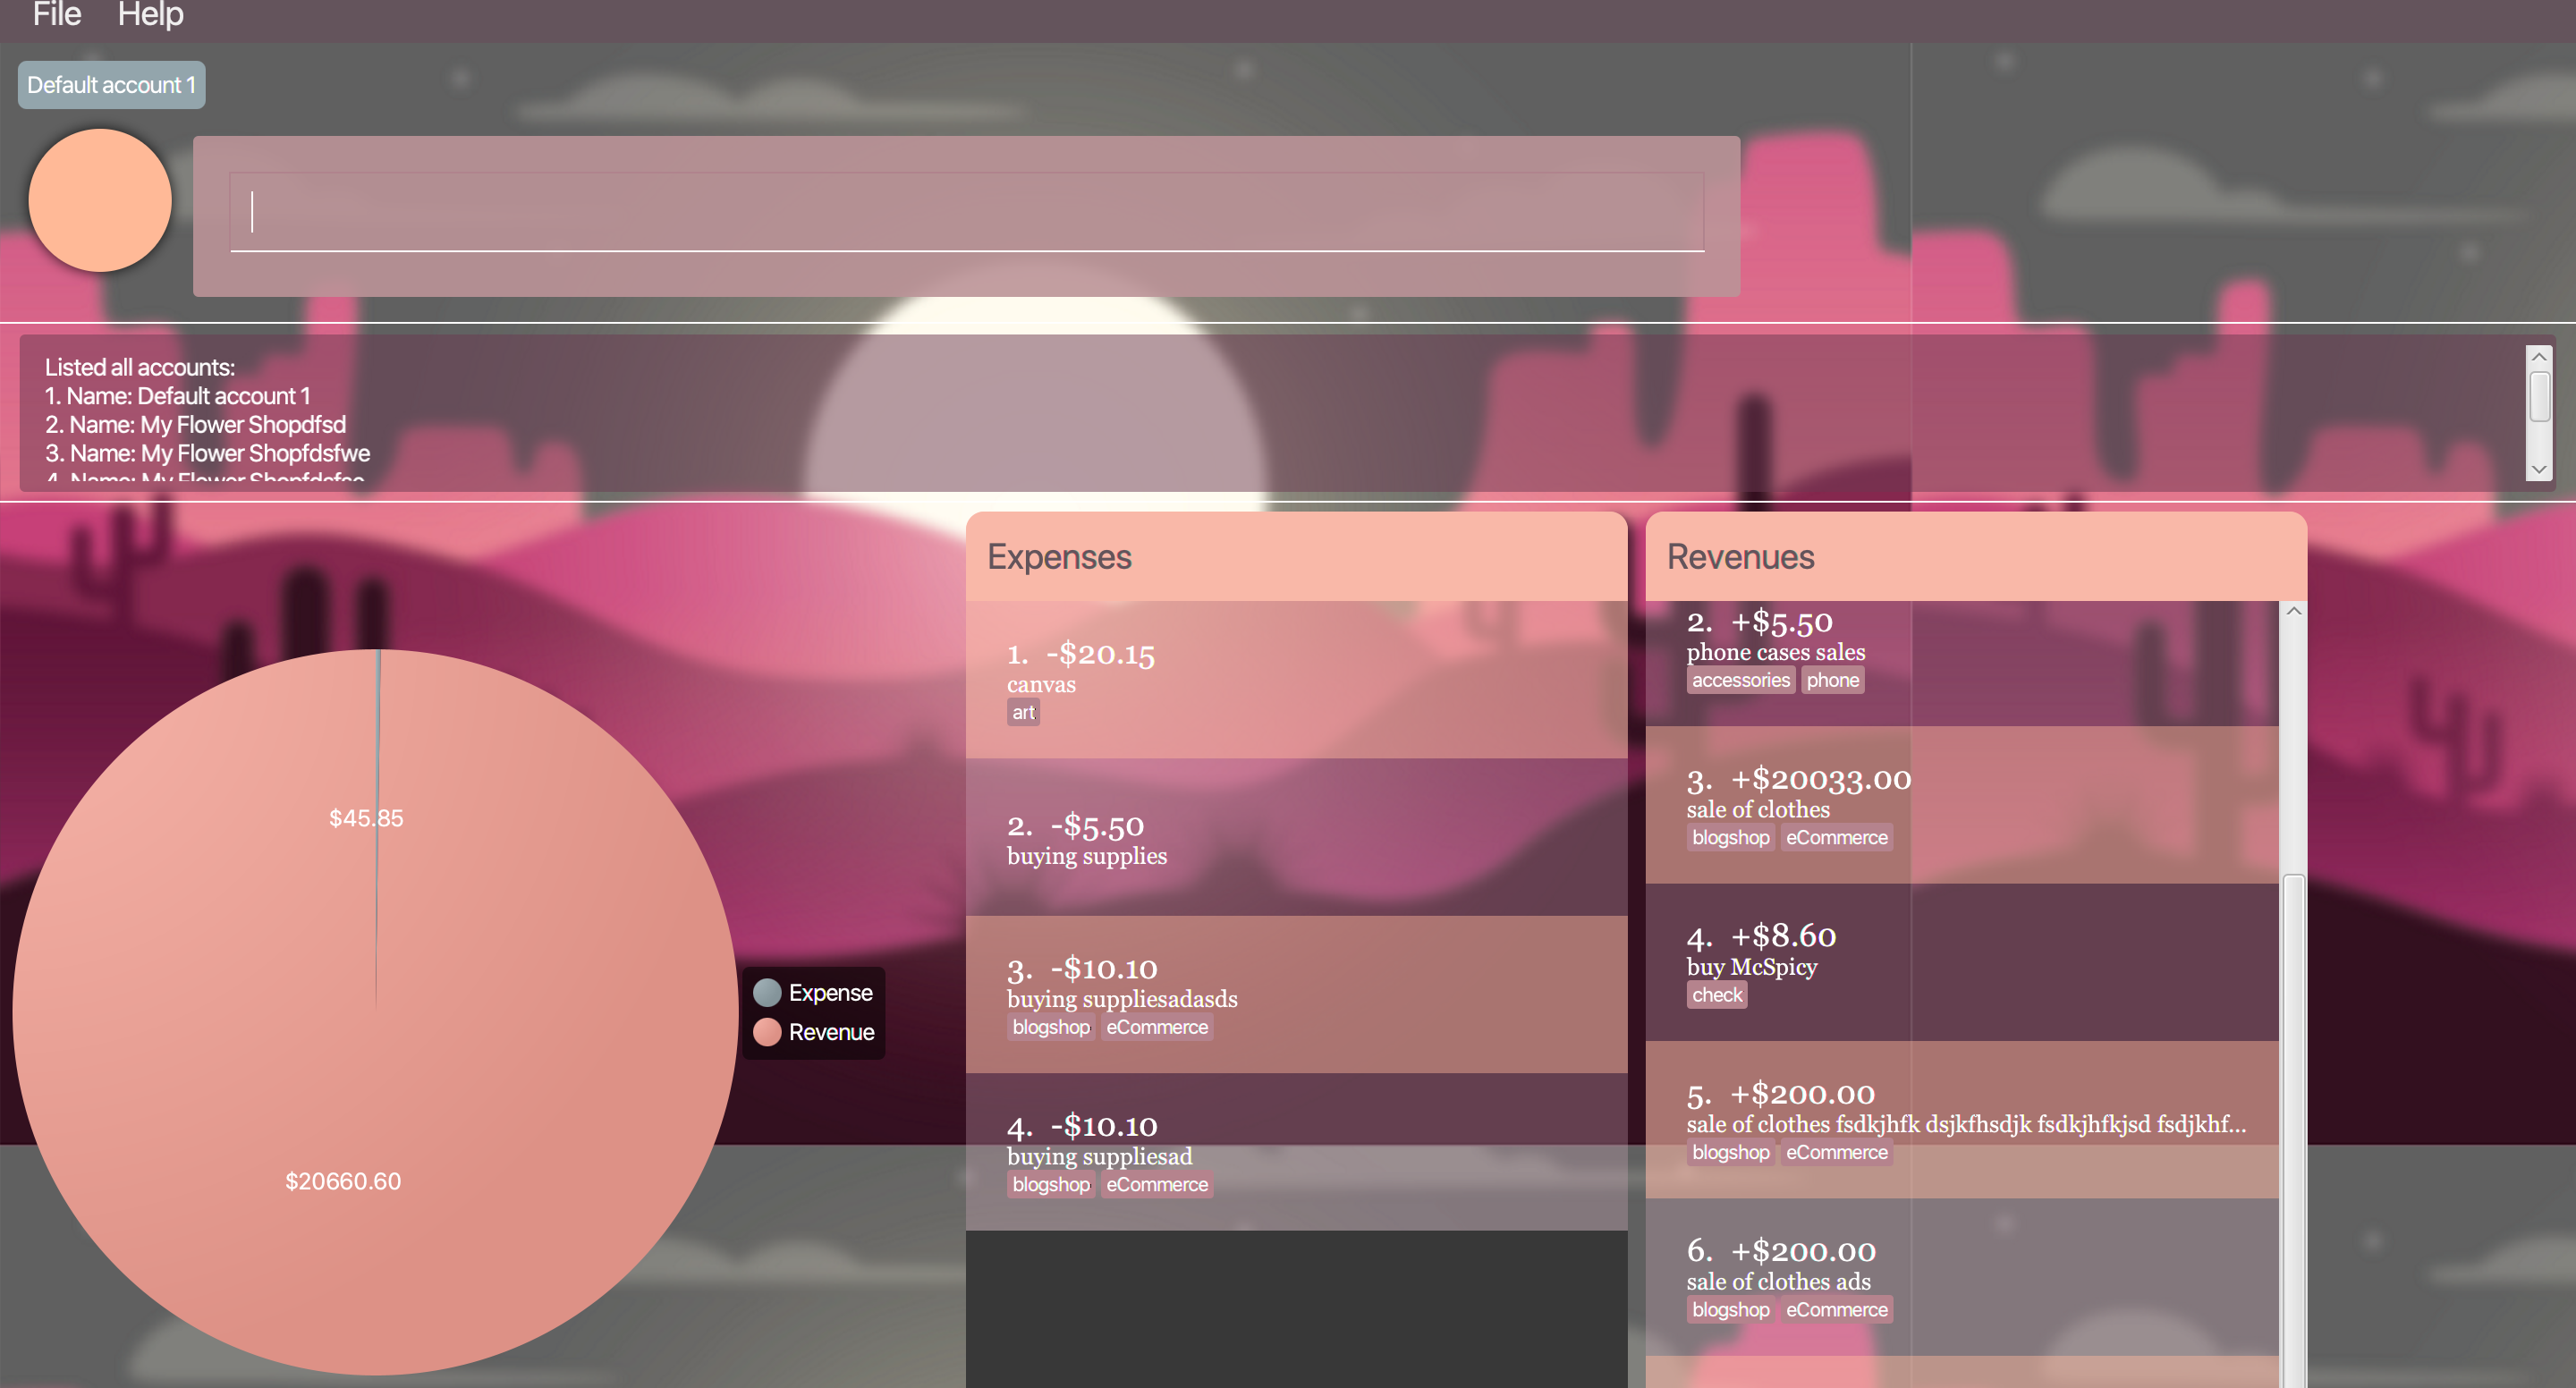 File Help
Default account 1
Listed all accounts:
1. Name: Default account 1
2. Name: My Flower Shopdfsd
3. Name: My Flower Shopfdsfwe
4. Name: My Flower
$45.85
$20660.60
Expense
Revenue
Expenses
1. -$20.15
canvas
art
2. -$5.50
buying supplies
3. -$10.10
buying suppliesadasds
blogshop eCommerce
4. -$10.10
buying suppliesad
blogshop eCommerce
Revenues
2. +$5.50
phone cases sales
accessories phone
3. +$20033.00
sale of clothes
blogshop eCommerce
4. +$8.60
buy McSpicy
check
5. +$200.00
sale of clothes fsdkjhfk dsjkfhsdjk fsdkjhfkjsd fsdjkhf...
blogshop eCommerce
6. +$200.00
sale of clothes ads
blogshop eCommerce